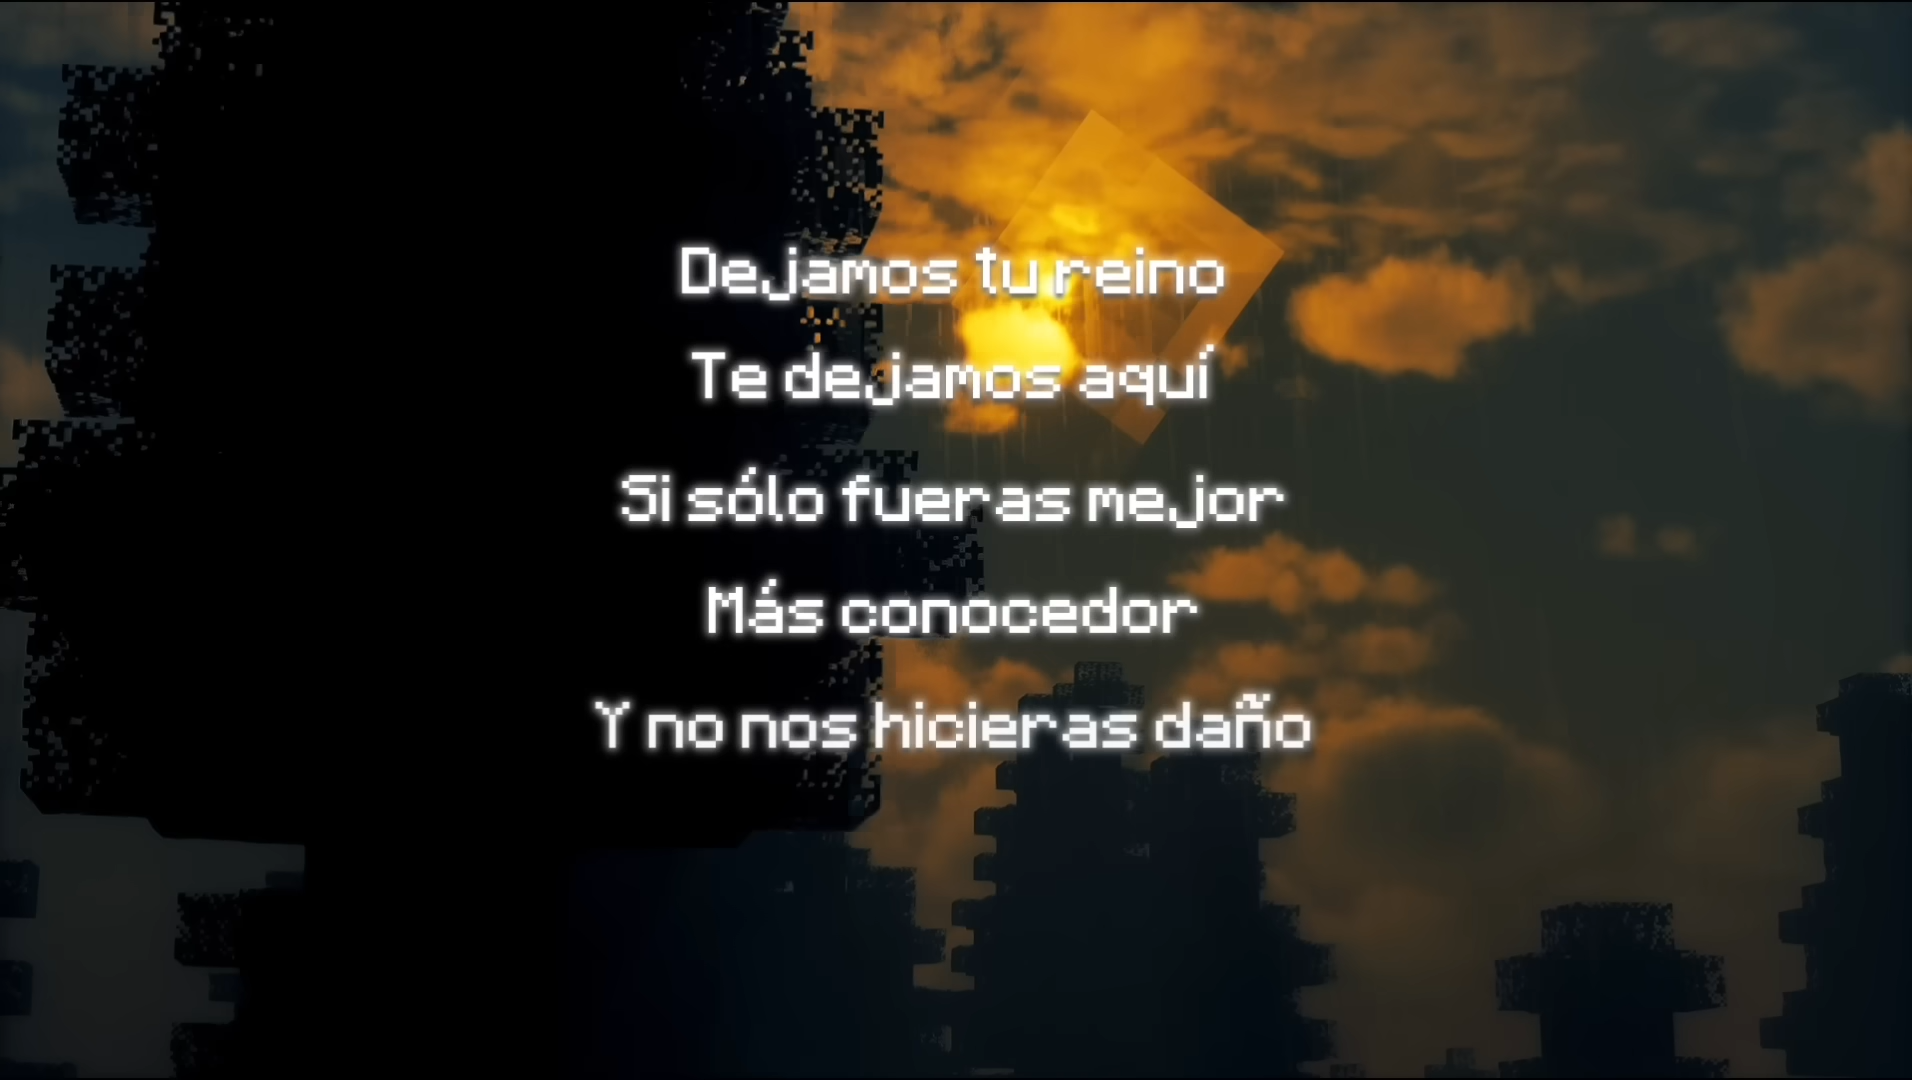 Dejamos tu reino
Te dejamos aquí
Si sólo fueras mejor
Más conocedor
Y no nos hicieras daño